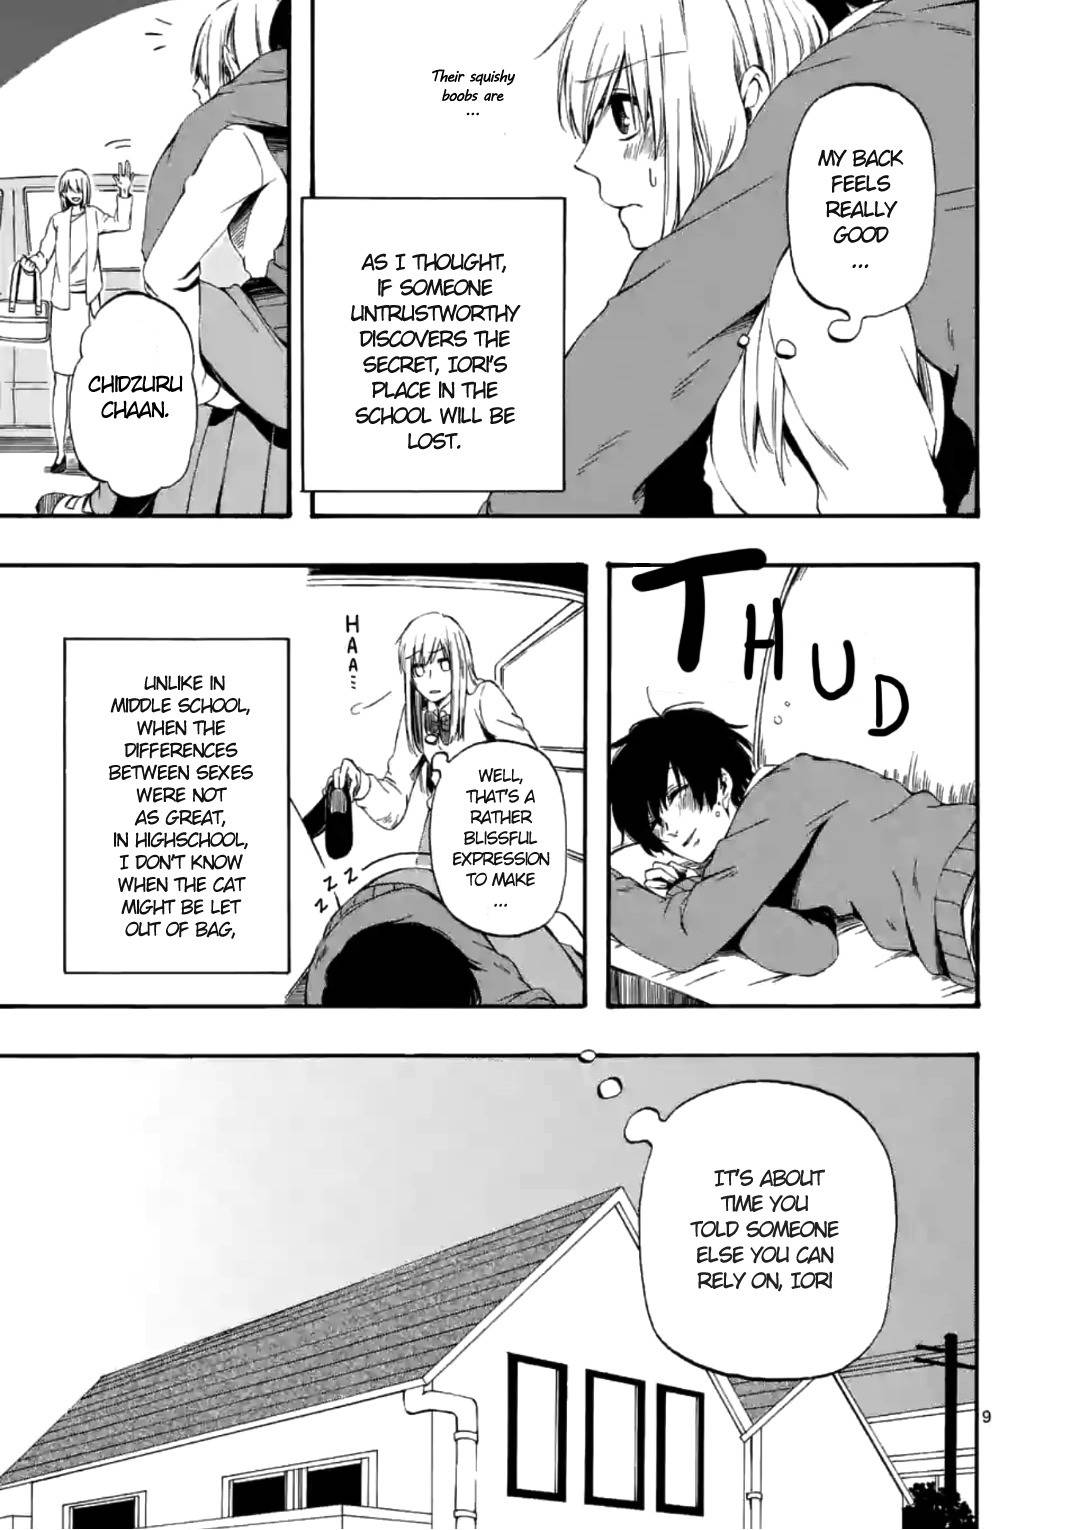 Their squishy
boobs are
...
MY BACK
FEELS
REALLY
GOOD
...
AS I THOUGHT,
IF SOMEONE
UNTRUSTWORTHY
DISCOVERS THE
SECRET, IORI'S
PLACE IN THE
SCHOOL WILL BE
LOST.
CHIDZURU
CHAAN.
THUD
HAA...
WELL,
THAT'S A
RATHER
BLISSFUL
EXPRESSION
TO MAKE
...
Z Z Z
UNLIKE IN
MIDDLE SCHOOL,
WHEN THE
DIFFERENCES
BETWEEN SEXES
WERE NOT
AS GREAT,
IN HIGHSCHOOL,
I DON'T KNOW
WHEN THE CAT
MIGHT BE LET
OUT OF BAG,
IT'S ABOUT
TIME YOU
TOLD SOMEONE
ELSE YOU CAN
RELY ON, IORI
9